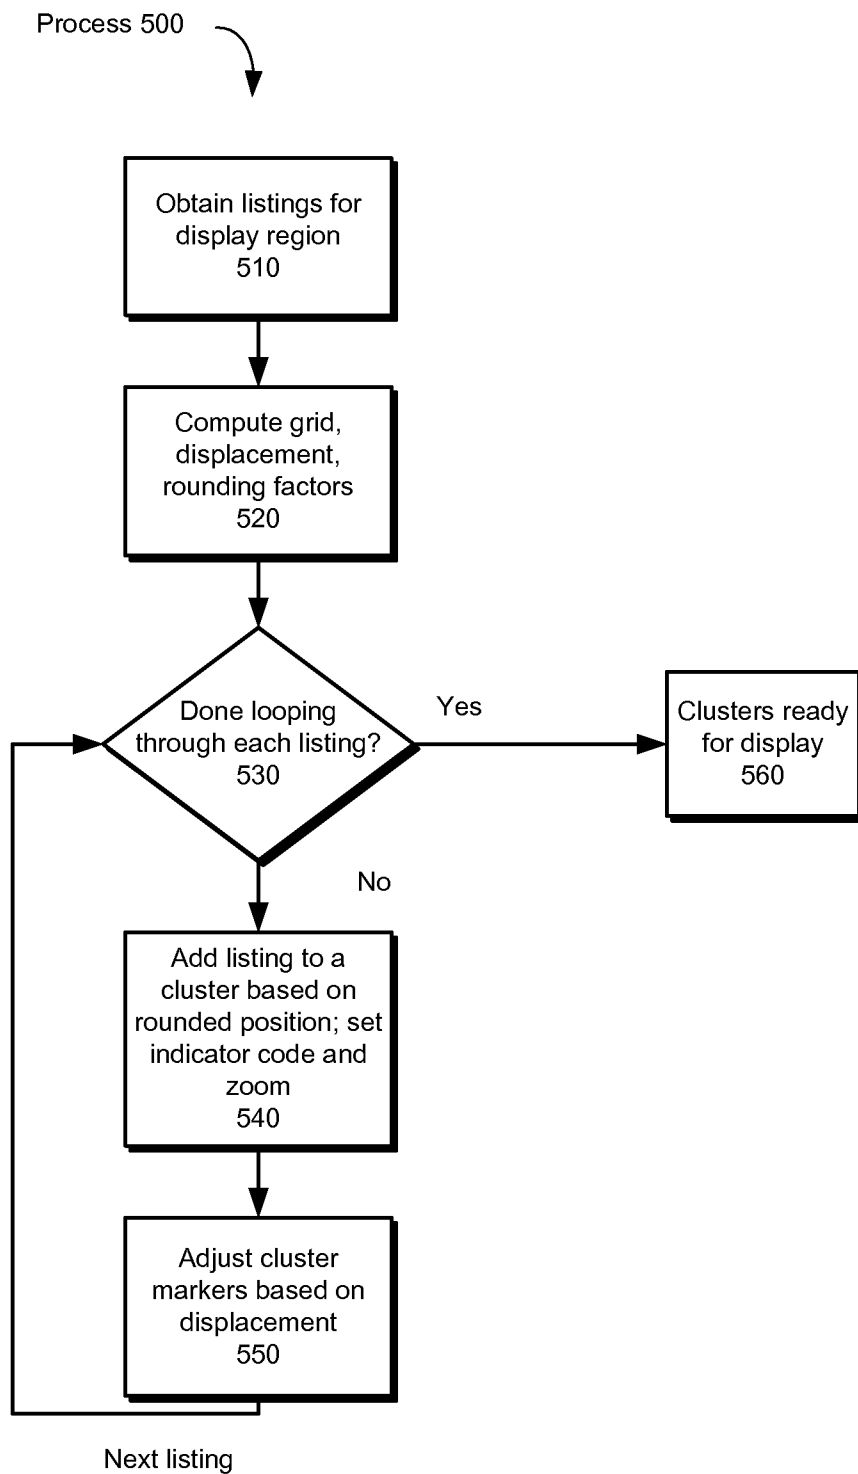 Process 500
Obtain listings for
display region
510
Compute grid,
displacement,
rounding factors
520
Done looping
through each listing?
530
Yes
Clusters ready
for display
560
No
Add listing to a
cluster based on
rounded position; set
indicator code and
zoom
540
Adjust cluster
markers based on
displacement
550
Next listing